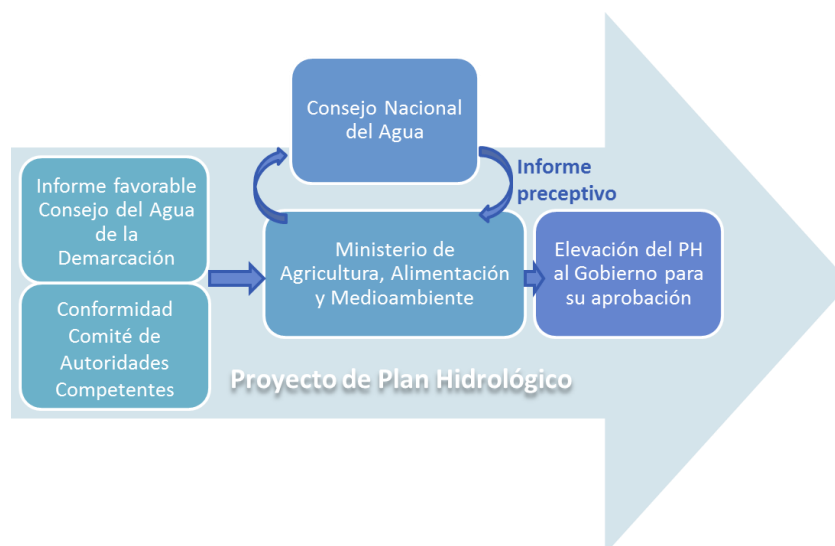 Consejo Nacional
del Agua
Informe
preceptivo
Informe favorable
Consejo del Agua
de la
Demarcación
Conformidad
Comité de
Autoridades
Competentes
Ministerio de
Agricultura, Alimentación
y Medioambiente
Elevación del PH
al Gobierno para
su aprobación
Proyecto de Plan Hidrológico